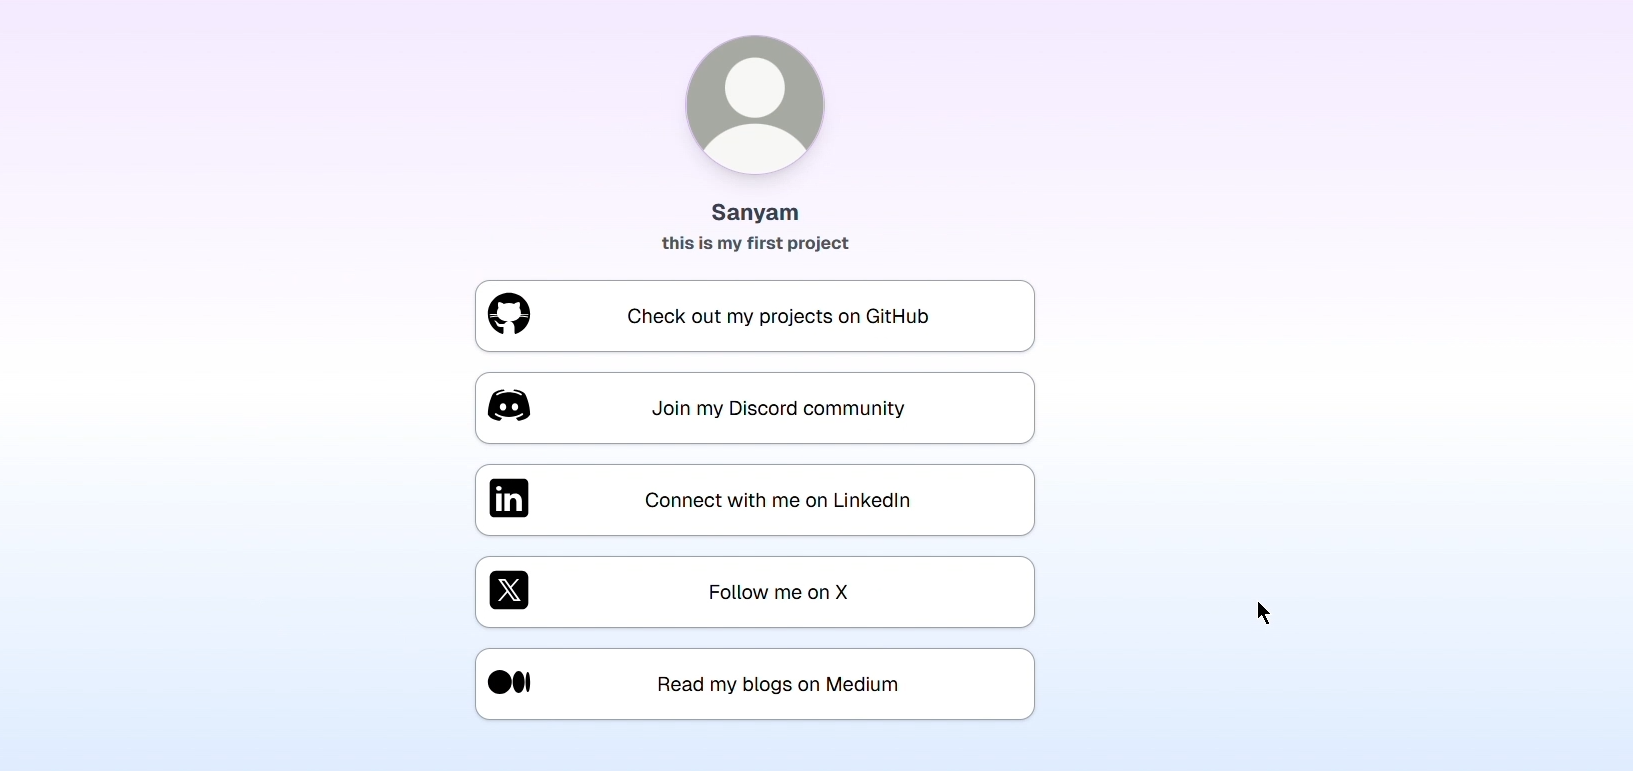 Sanyam
this is my first project
Check out my projects on GitHub
Join my Discord community
in
Connect with me on LinkedIn
X
Follow me on X
Read my blogs on Medium